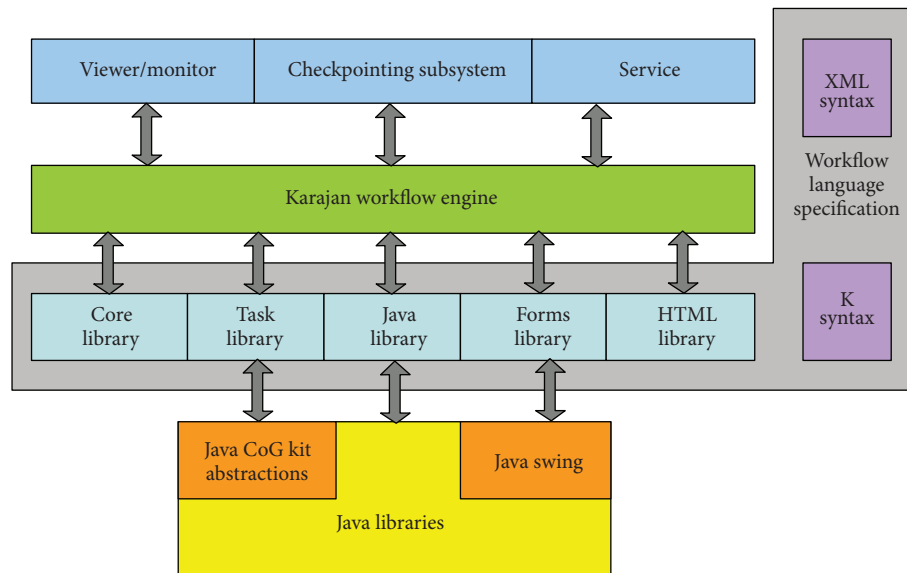 Viewer/monitor
Checkpointing subsystem
Service
XML
syntax
Karajan workflow engine
Workflow
language
specification
Core
library
Task
library
Java
library
Forms
library
HTML
library
K
syntax
Java CoG kit
abstractions
Java swing
Java libraries